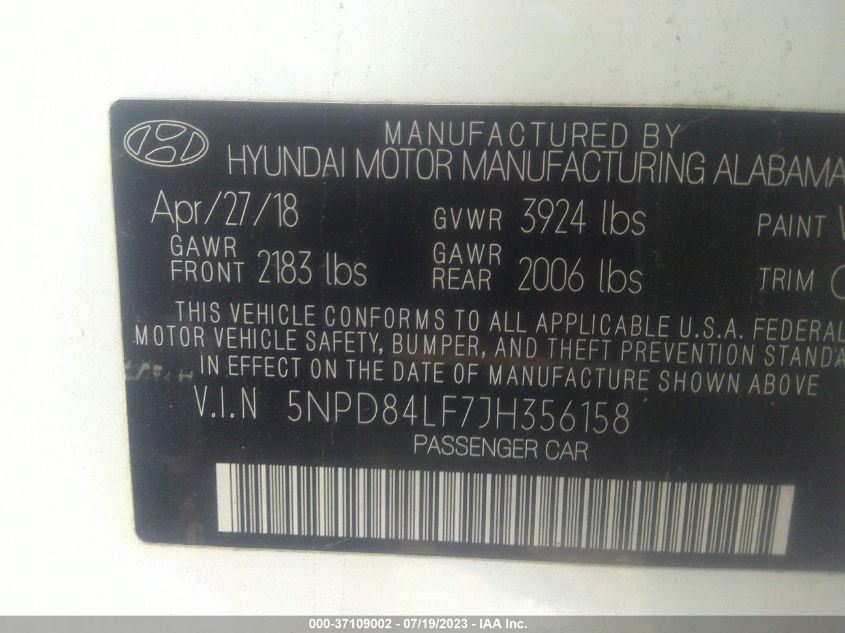 MANUFACTURED BY
HYUNDAI MOTOR MANUFACTURING ALABAMA
Apr/27/18 GVWR 3924 lbs PAINT
GAWR FRONT 2183 lbs GAWR REAR 2006 lbs TRIM
THIS VEHICLE CONFORMS TO ALL APPLICABLE U.S.A. FEDERAL
MOTOR VEHICLE SAFETY, BUMPER, AND THEFT PREVENTION STANDA
IN EFFECT ON THE DATE OF MANUFACTURE SHOWN ABOVE
V.I.N 5NPD84LF7JH356158
PASSENGER CAR
000-37109002 - 07/19/2023 - IAA Inc.